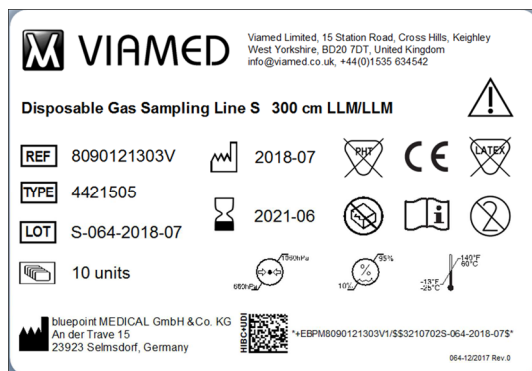 VIAMED
Viamed Limited, 15 Station Road, Cross Hills, Keighley
West Yorkshire, BD20 7DT, United Kingdom
info@viamed.co.uk, +44(0)1535 634542
Disposable Gas Sampling Line S 300 cm LLM/LLM
REF 8090121303V
2018-07
PHT
CE
LATEX
TYPE 4421505
LOT S-064-2018-07
2021-06
i
2
10 units
1060hPa
660hPa
95%
%
10%
140°F
60°C
-13°F
-25°C
bluepoint MEDICAL GmbH & Co. KG
An der Trave 15
23923 Selmsdorf, Germany
HIBC•UDI
*+EBPM8090121303V1/$$3210702S-064-2018-07$*
064-12/2017 Rev.0